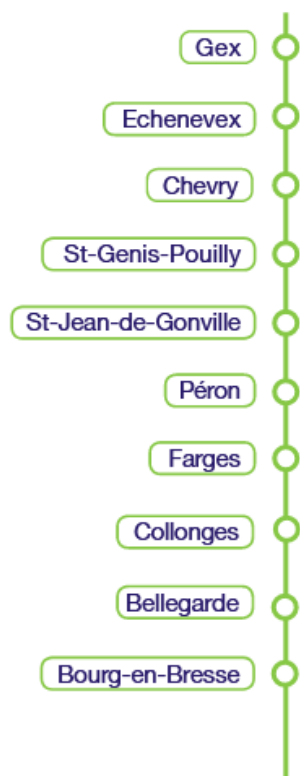 Gex
Echenevex
Chevry
St-Genis-Pouilly
St-Jean-de-Gonville
Péron
Farges
Collonges
Bellegarde
Bourg-en-Bresse